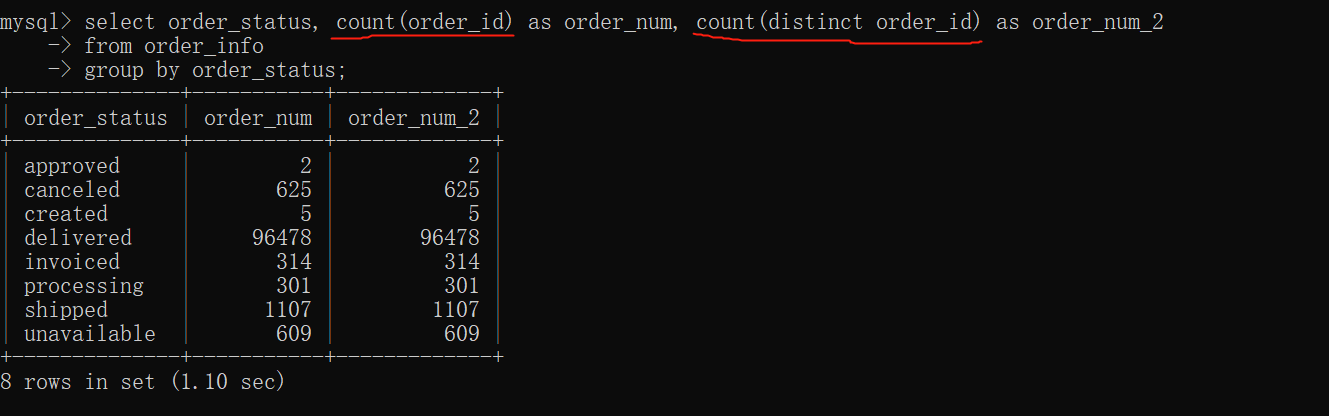 mysql> select order_status, count(order_id) as order_num, count(distinct order_id) as order_num_2
    -> from order_info
    -> group by order_status;
+--------------+-----------+-------------+
| order_status | order_num | order_num_2 |
+--------------+-----------+-------------+
| approved     |         2 |           2 |
| canceled     |       625 |         625 |
| created      |         5 |           5 |
| delivered    |     96478 |       96478 |
| invoiced     |       314 |         314 |
| processing   |       301 |         301 |
| shipped      |      1107 |        1107 |
| unavailable  |       609 |         609 |
+--------------+-----------+-------------+
8 rows in set (1.10 sec)